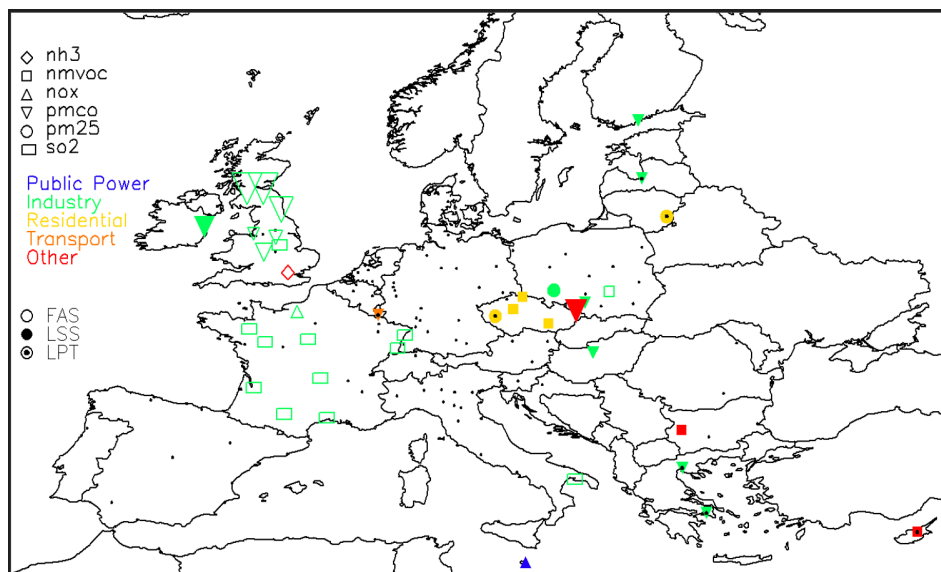 nh3
nmvoc
nox
pmco
pm25
so2
Public Power
Industry
Residential
Transport
Other
FAS
LSS
LPT